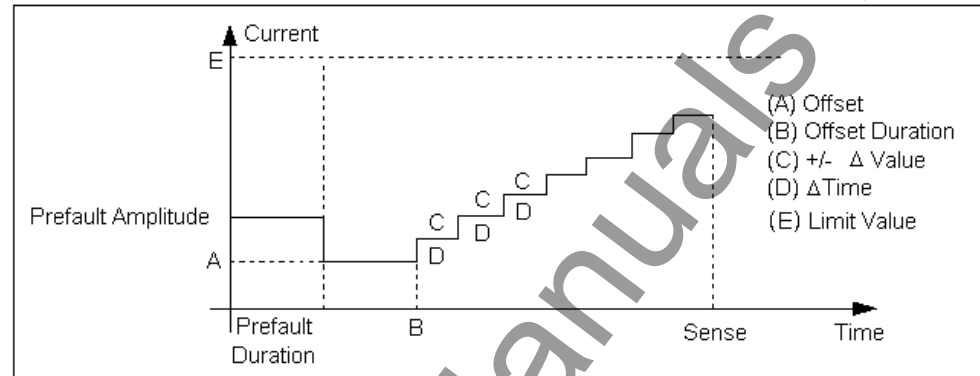 Current
E
(A) Offset
(B) Offset Duration
(C) +/- Δ Value
(D) ΔTime
(E) Limit Value
C
C
C
D
D
D
Prefault Amplitude
A
Prefault
Duration
B
Sense
Time